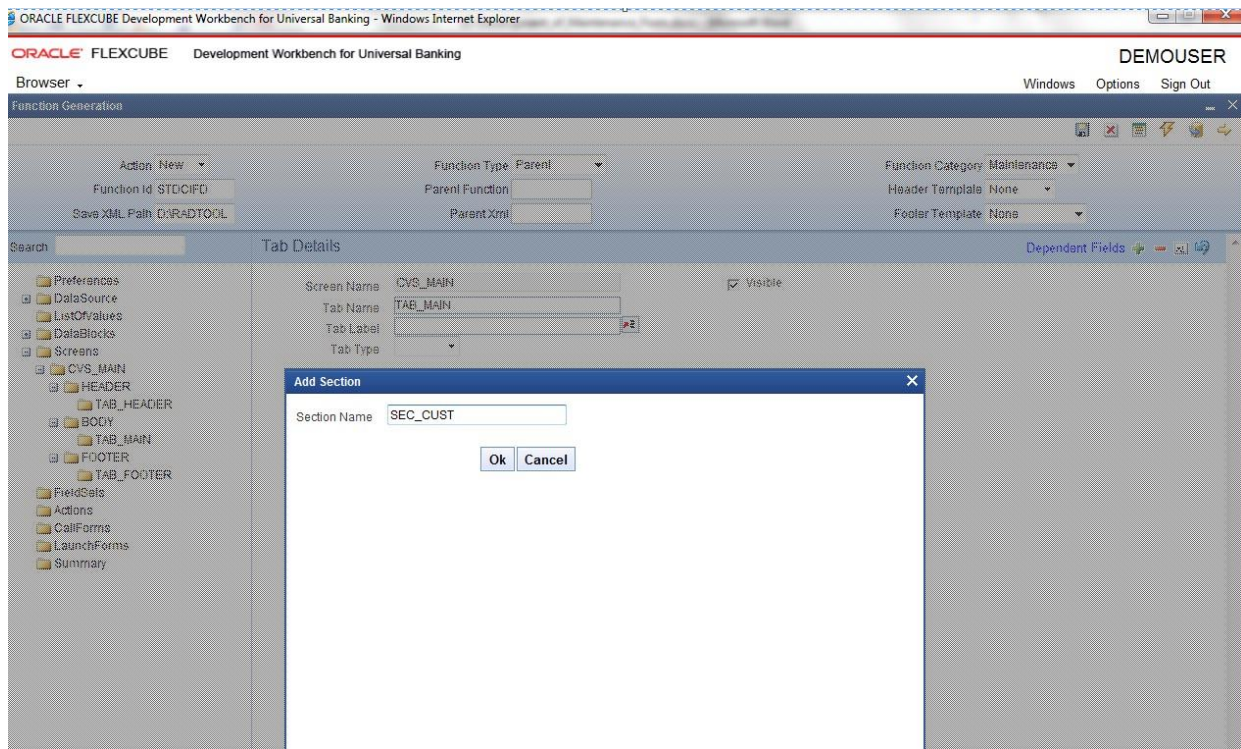 ORACLE FLEXCUBE Development Workbench for Universal Banking - Windows Internet Explorer
ORACLE' FLEXCUBE Development Workbench for Universal Banking DEMOUSER
Browser Windows Options Sign Out
Function Generation
Action New Function Type Parent Function Category Maintenance
Function Id STDCIFD Parent Function Header Template None
Save XML Path D:\RADTOOL Parent Xml Footer Template None
Search Tab Details Dependent Fields
Preferences
DataSource
ListOfValues
DataBlocks
Screens
CVS_MAIN
HEADER
TAB_HEADER
BODY
TAB_MAIN
FOOTER
TAB_FOOTER
FieldSets
Actions
CallForms
LaunchForms
Summary
Screen Name CVS_MAIN Visible
Tab Name TAB_MAIN
Tab Label
Tab Type
Add Section
Section Name SEC_CUST
Ok Cancel